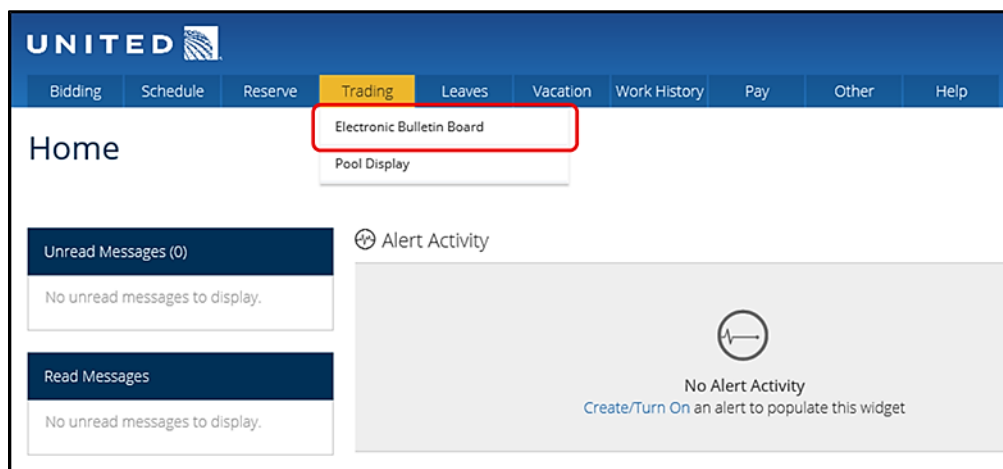 UNITED
Bidding Schedule Reserve Trading Leaves Vacation Work History Pay Other Help
Electronic Bulletin Board
Pool Display
Home
Unread Messages (0)
No unread messages to display.
Read Messages
No unread messages to display.
Alert Activity
No Alert Activity
Create/Turn On an alert to populate this widget